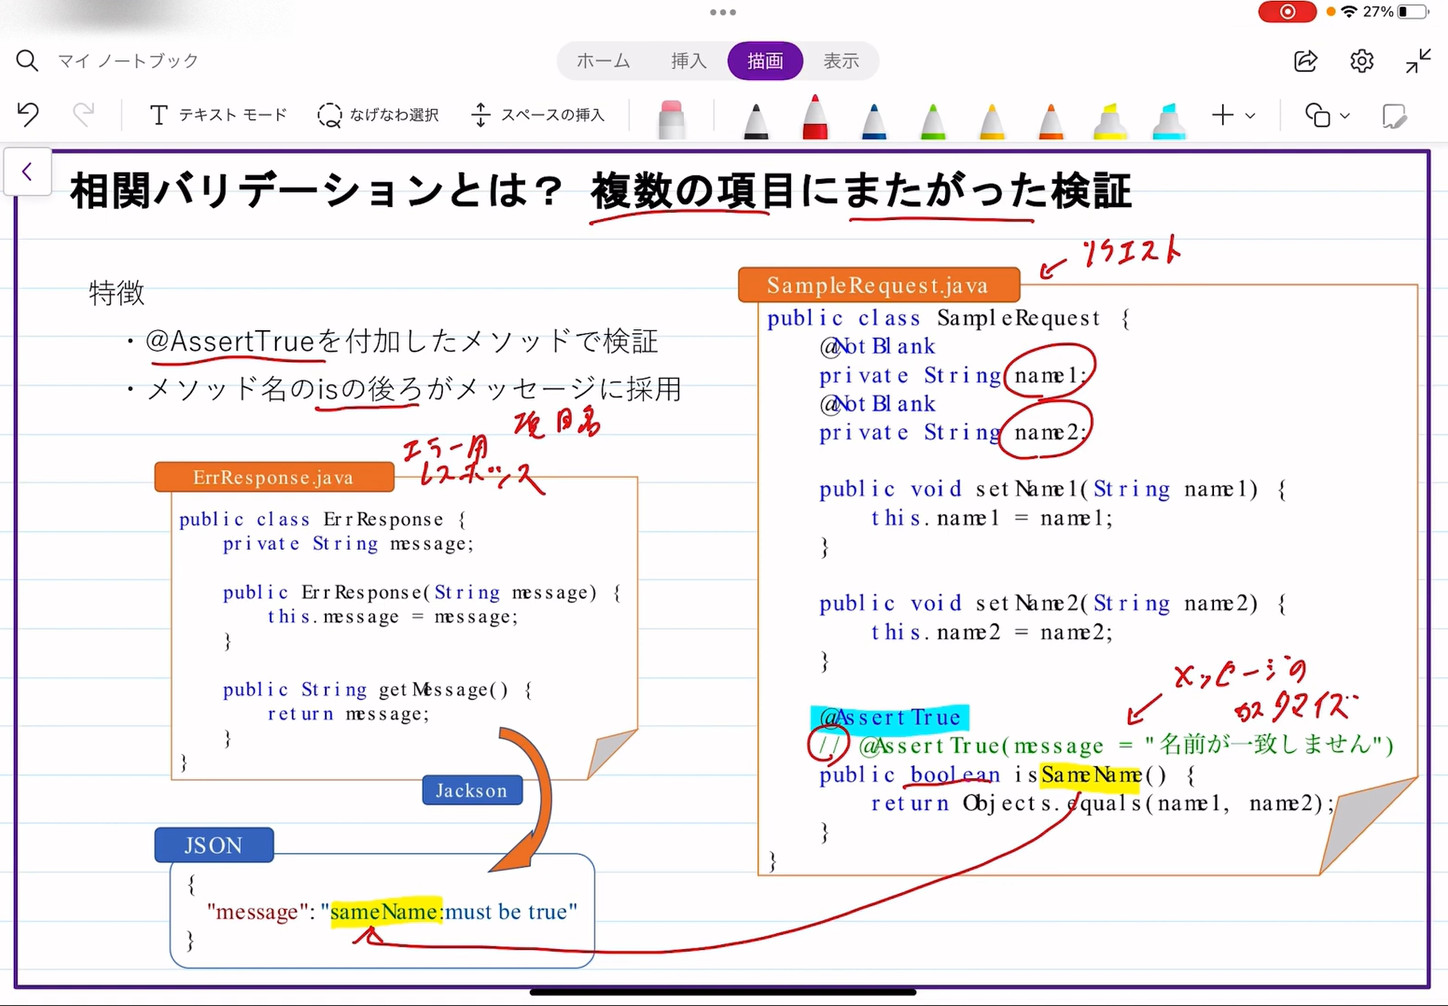 27%
マイ ノートブック
ホーム 挿入 描画 表示
テキスト モード なげなわ選択 スペースの挿入
相関バリデーションとは? 複数の項目にまたがった検証
特徴
・@AssertTrueを付加したメソッドで検証
・メソッド名のisの後ろがメッセージに採用
項目名
エラー用
レスポンス
ErrResponse.java
public class ErrResponse {
private String message;
public ErrResponse(String message) {
this.message = message;
}
public String getMessage() {
return message;
}
}
Jackson
JSON
{
"message": "sameName:must be true"
}
リクエスト
SampleRequest.java
public class SampleRequest {
@NotBlank
private String name1;
@NotBlank
private String name2;
public void setName1(String name1) {
this.name1 = name1;
}
public void setName2(String name2) {
this.name2 = name2;
}
メッセージの
カスタマイズ
@AssertTrue
// @AssertTrue(message = "名前が一致しません")
public boolean isSameName() {
return Objects.equals(name1, name2);
}
}